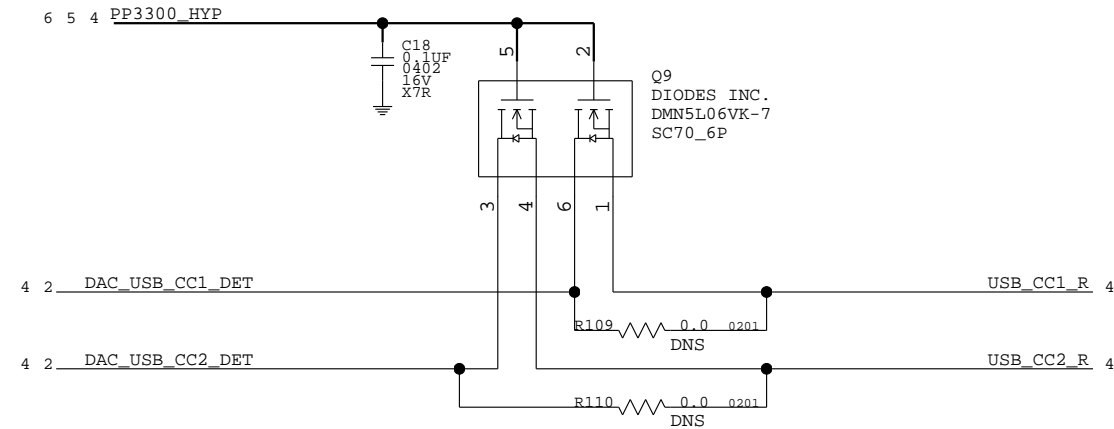 6 5 4 PP3300_HYP
C18
0.1UF
0402
16V
X7R
5 2
Q9
DIODES INC.
DMN5L06VK-7
SC70_6P
3 4 6 1
4 2 DAC_USB_CC1_DET USB_CC1_R 4
R109 0.0 0201
DNS
4 2 DAC_USB_CC2_DET USB_CC2_R 4
R110 0.0 0201
DNS